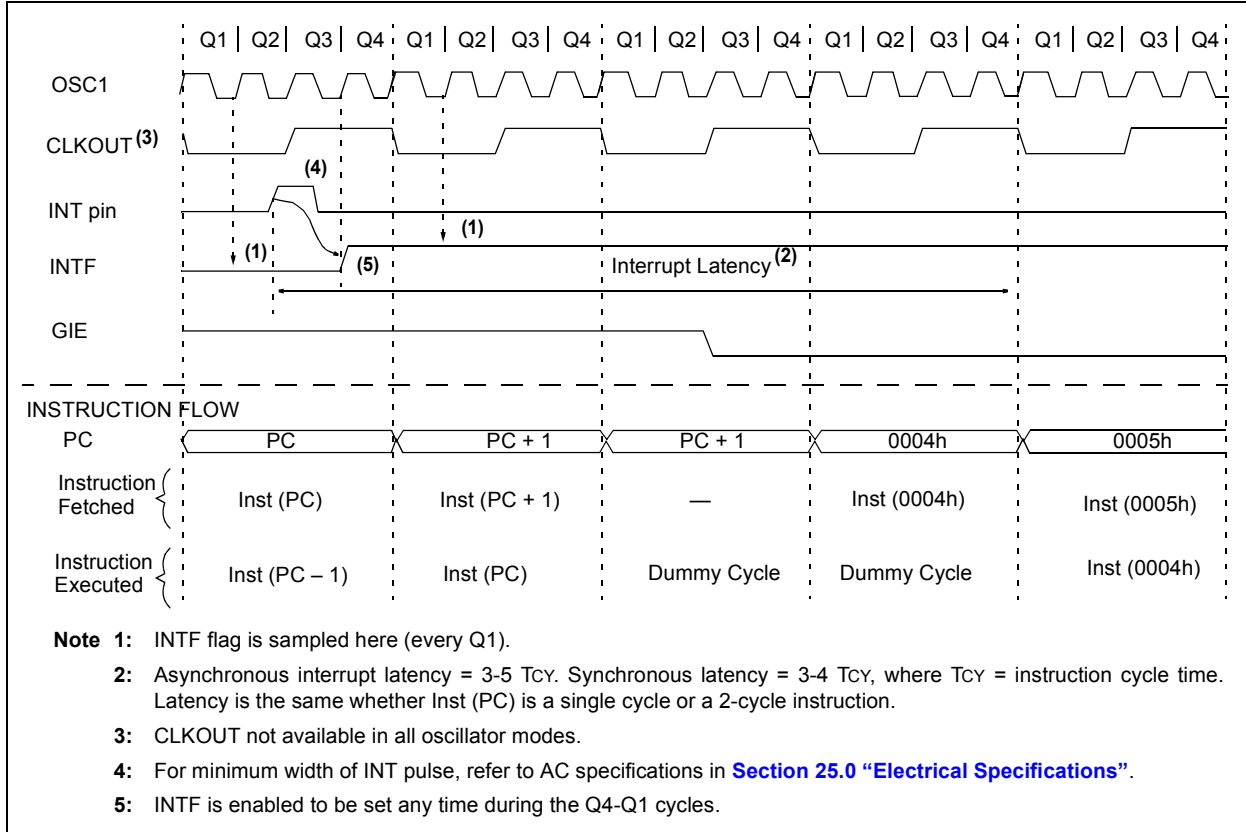 Q1 Q2 Q3 Q4 Q1 Q2 Q3 Q4 Q1 Q2 Q3 Q4 Q1 Q2 Q3 Q4 Q1 Q2 Q3 Q4
OSC1
CLKOUT (3)
(4)
INT pin
(1)
(1)
INTF
(5)
Interrupt Latency (2)
GIE
INSTRUCTION FLOW
PC PC PC + 1 PC + 1 0004h 0005h
Instruction
Fetched
Inst (PC) Inst (PC + 1) — Inst (0004h) Inst (0005h)
Instruction
Executed
Inst (PC – 1) Inst (PC) Dummy Cycle Dummy Cycle Inst (0004h)
Note 1: INTF flag is sampled here (every Q1).
2: Asynchronous interrupt latency = 3-5 TCY. Synchronous latency = 3-4 TCY, where TCY = instruction cycle time.
Latency is the same whether Inst (PC) is a single cycle or a 2-cycle instruction.
3: CLKOUT not available in all oscillator modes.
4: For minimum width of INT pulse, refer to AC specifications in Section 25.0 “Electrical Specifications”.
5: INTF is enabled to be set any time during the Q4-Q1 cycles.